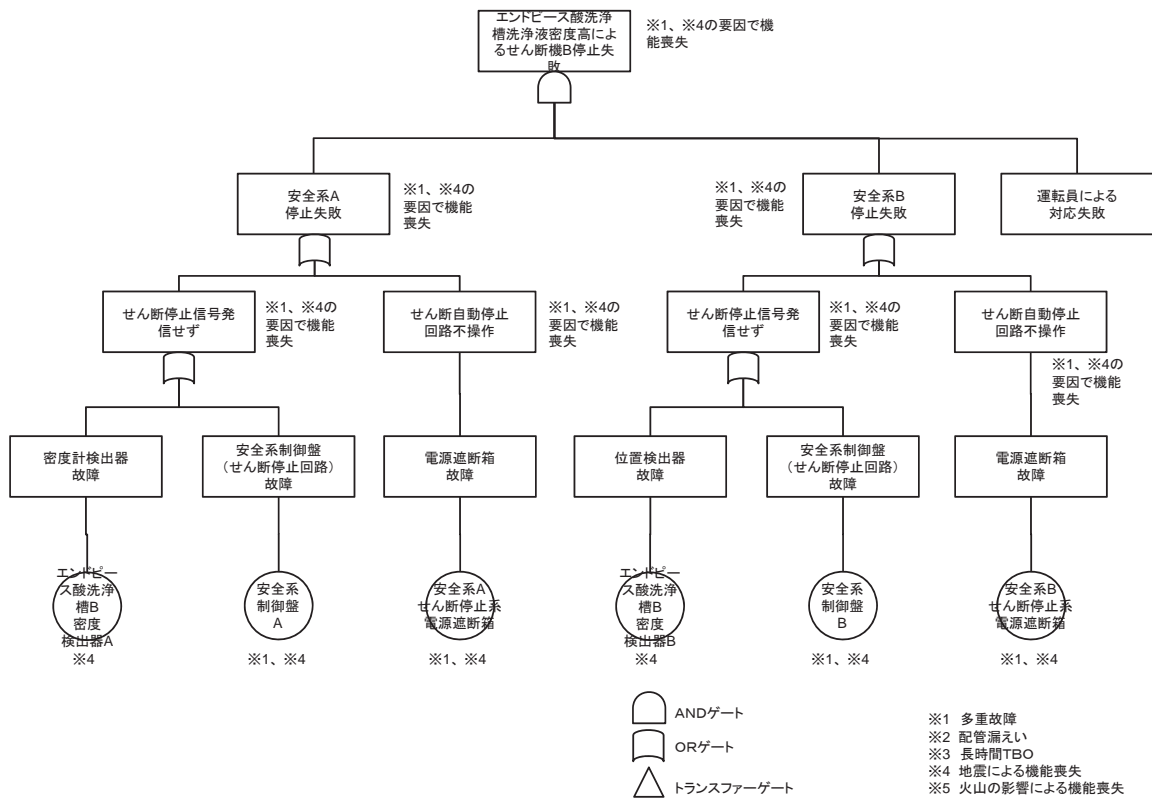 エンドピース酸洗浄
槽洗浄液密度高によ
るせん断機B停止失
敗
※1、※4の要因で機
能喪失
安全系A
停止失敗
※1、※4の
要因で機能
喪失
※1、※4の
要因で機能
喪失
安全系B
停止失敗
運転員による
対応失敗
せん断停止信号発
信せず
※1、※4の
要因で機能
喪失
せん断自動停止
回路不操作
※1、※4の
要因で機能
喪失
せん断停止信号発
信せず
※1、※4の
要因で機能
喪失
せん断自動停止
回路不操作
※1、※4の
要因で機能
喪失
密度計検出器
故障
安全系制御盤
(せん断停止回路)
故障
電源遮断箱
故障
位置検出器
故障
安全系制御盤
(せん断停止回路)
故障
電源遮断箱
故障
エンドピー
ス酸洗浄
槽B
密度
検出器A
※4
安全系
制御盤
A
※1、※4
安全系A
せん断停止系
電源遮断箱
※1、※4
エンドピー
ス酸洗浄
槽B
密度
検出器B
※4
安全系
制御盤
B
※1、※4
安全系B
せん断停止系
電源遮断箱
※1、※4
ANDゲート
ORゲート
トランスファーゲート
※1 多重故障
※2 配管漏えい
※3 長時間TBO
※4 地震による機能喪失
※5 火山の影響による機能喪失